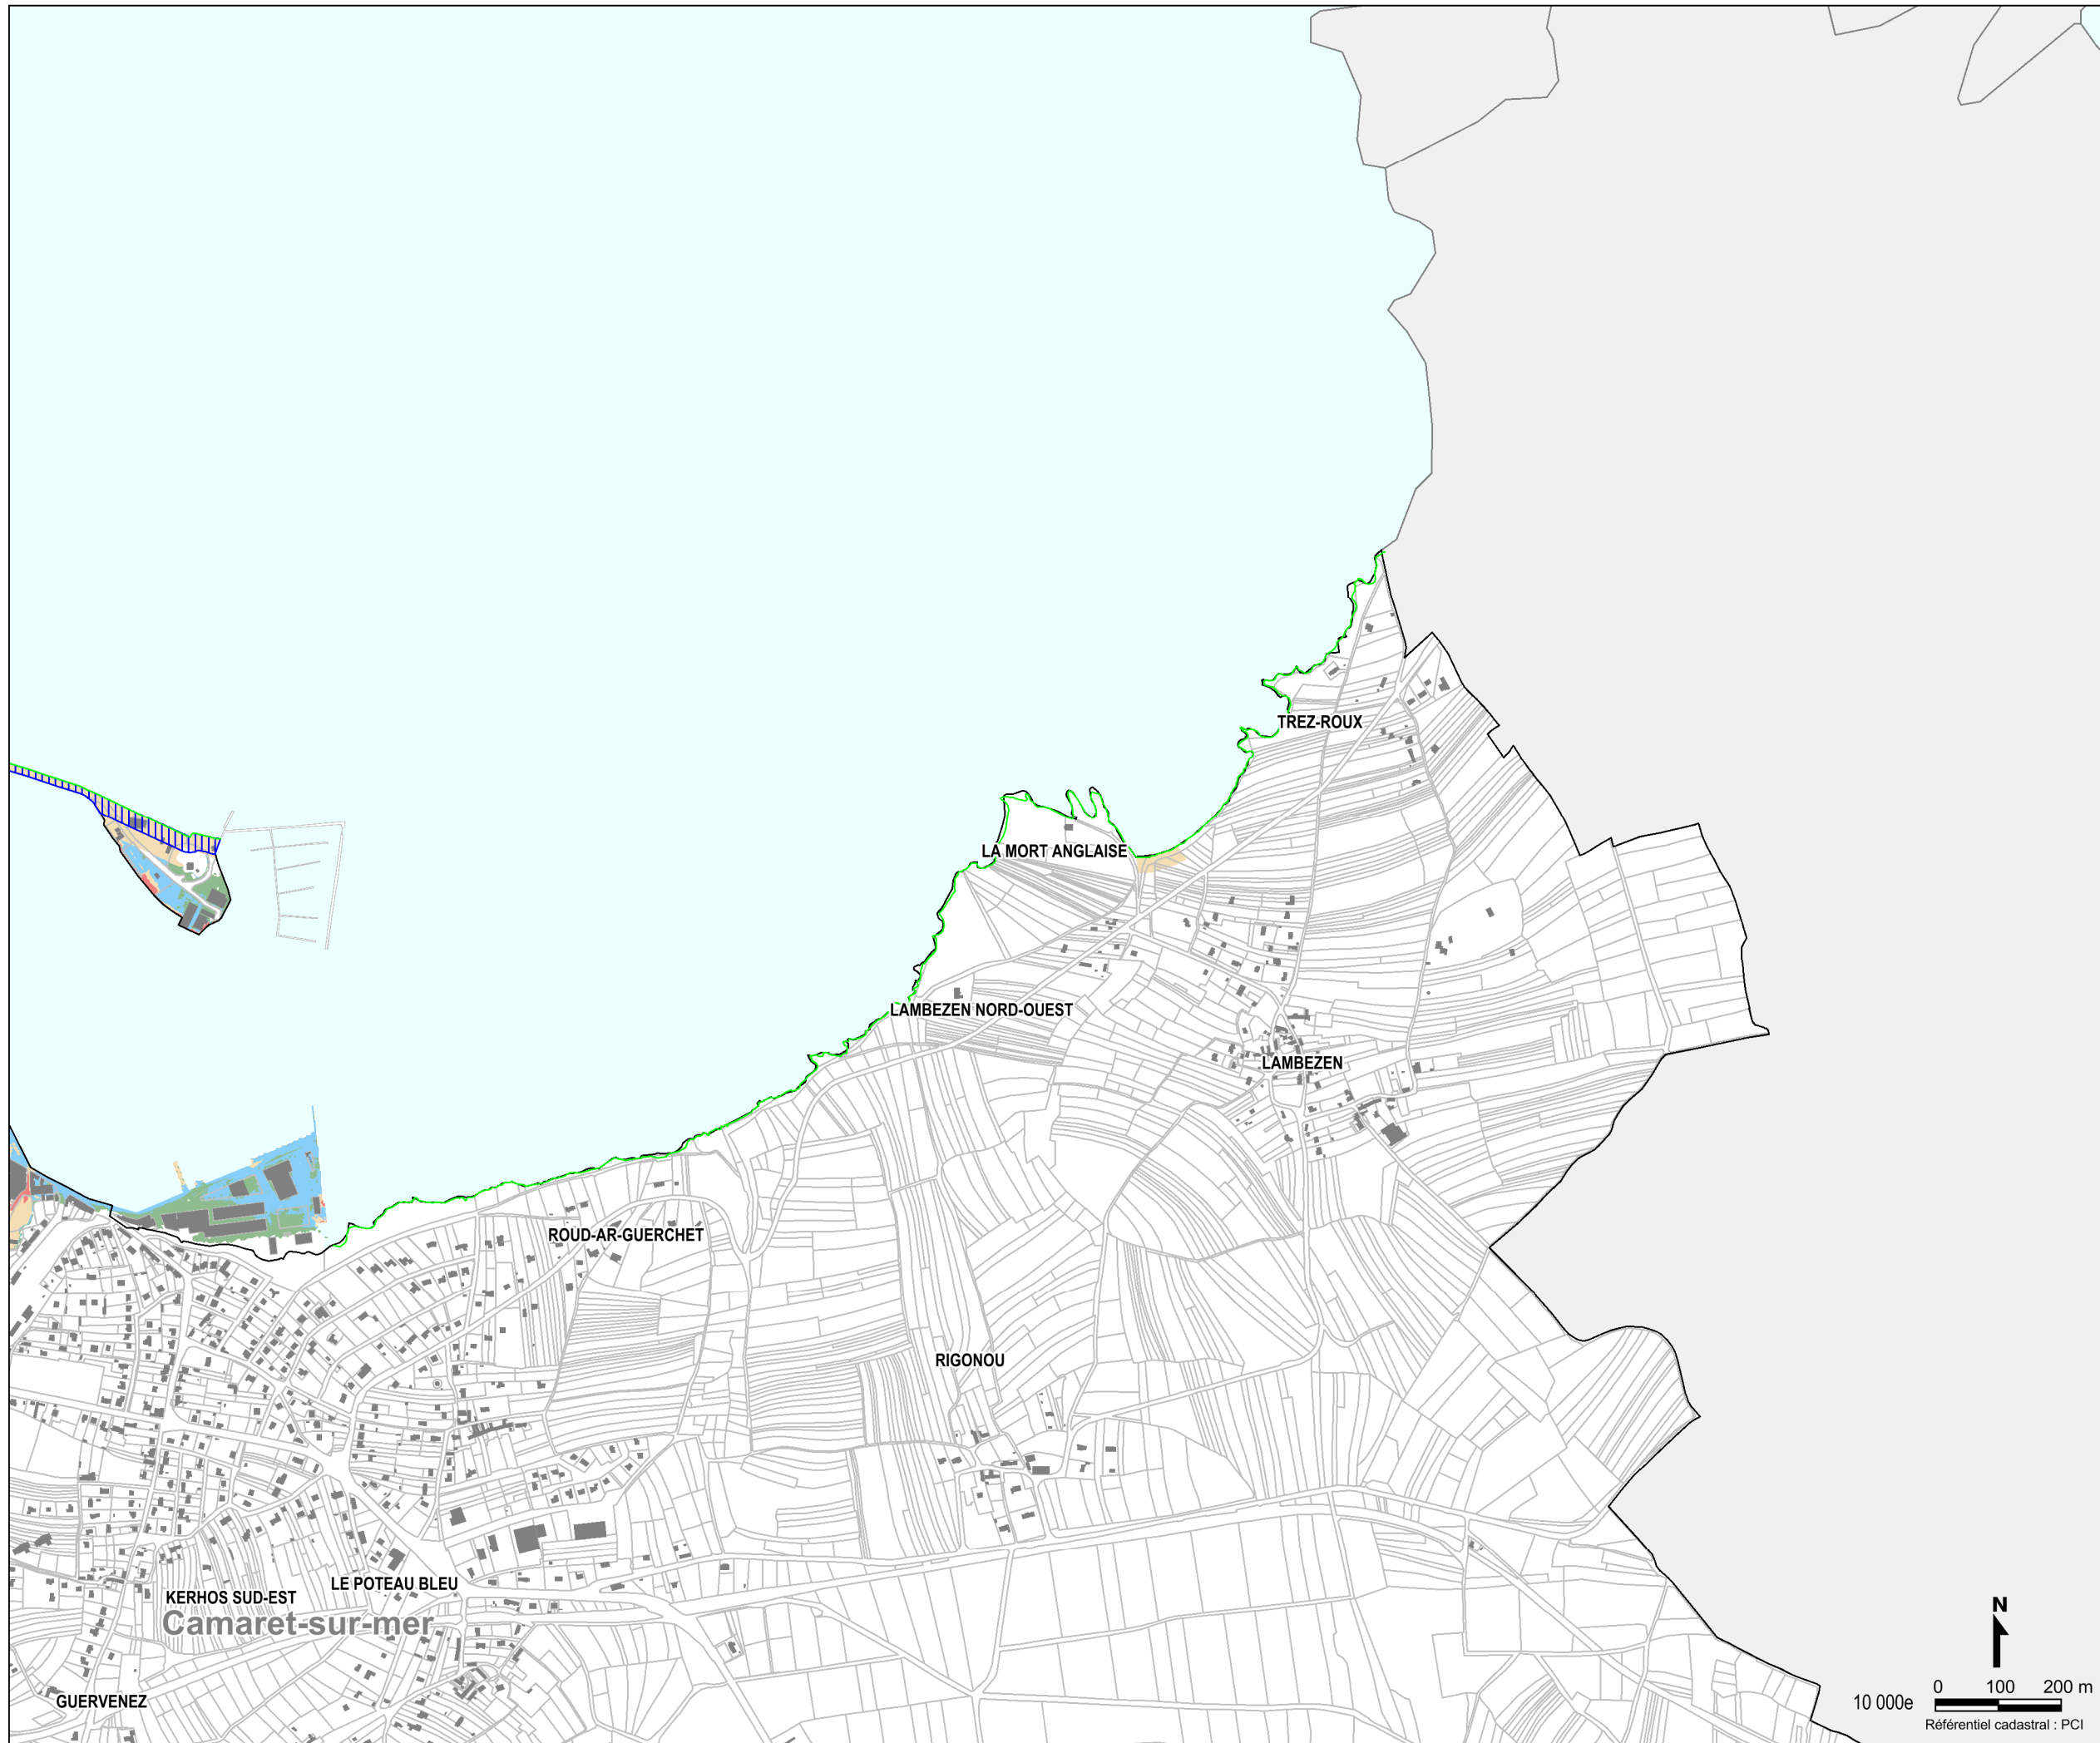 TREZ-ROUX
LA MORT ANGLAISE
LAMBEZEN NORD-OUEST
LAMBEZEN
ROUD-AR-GUERCHET
RIGONOU
LE POTEAU BLEU
KERHOS SUD-EST
Camaret-sur-mer
GUERVENEZ
N
0 100 200 m
10 000e
Référentiel cadastral : PCI